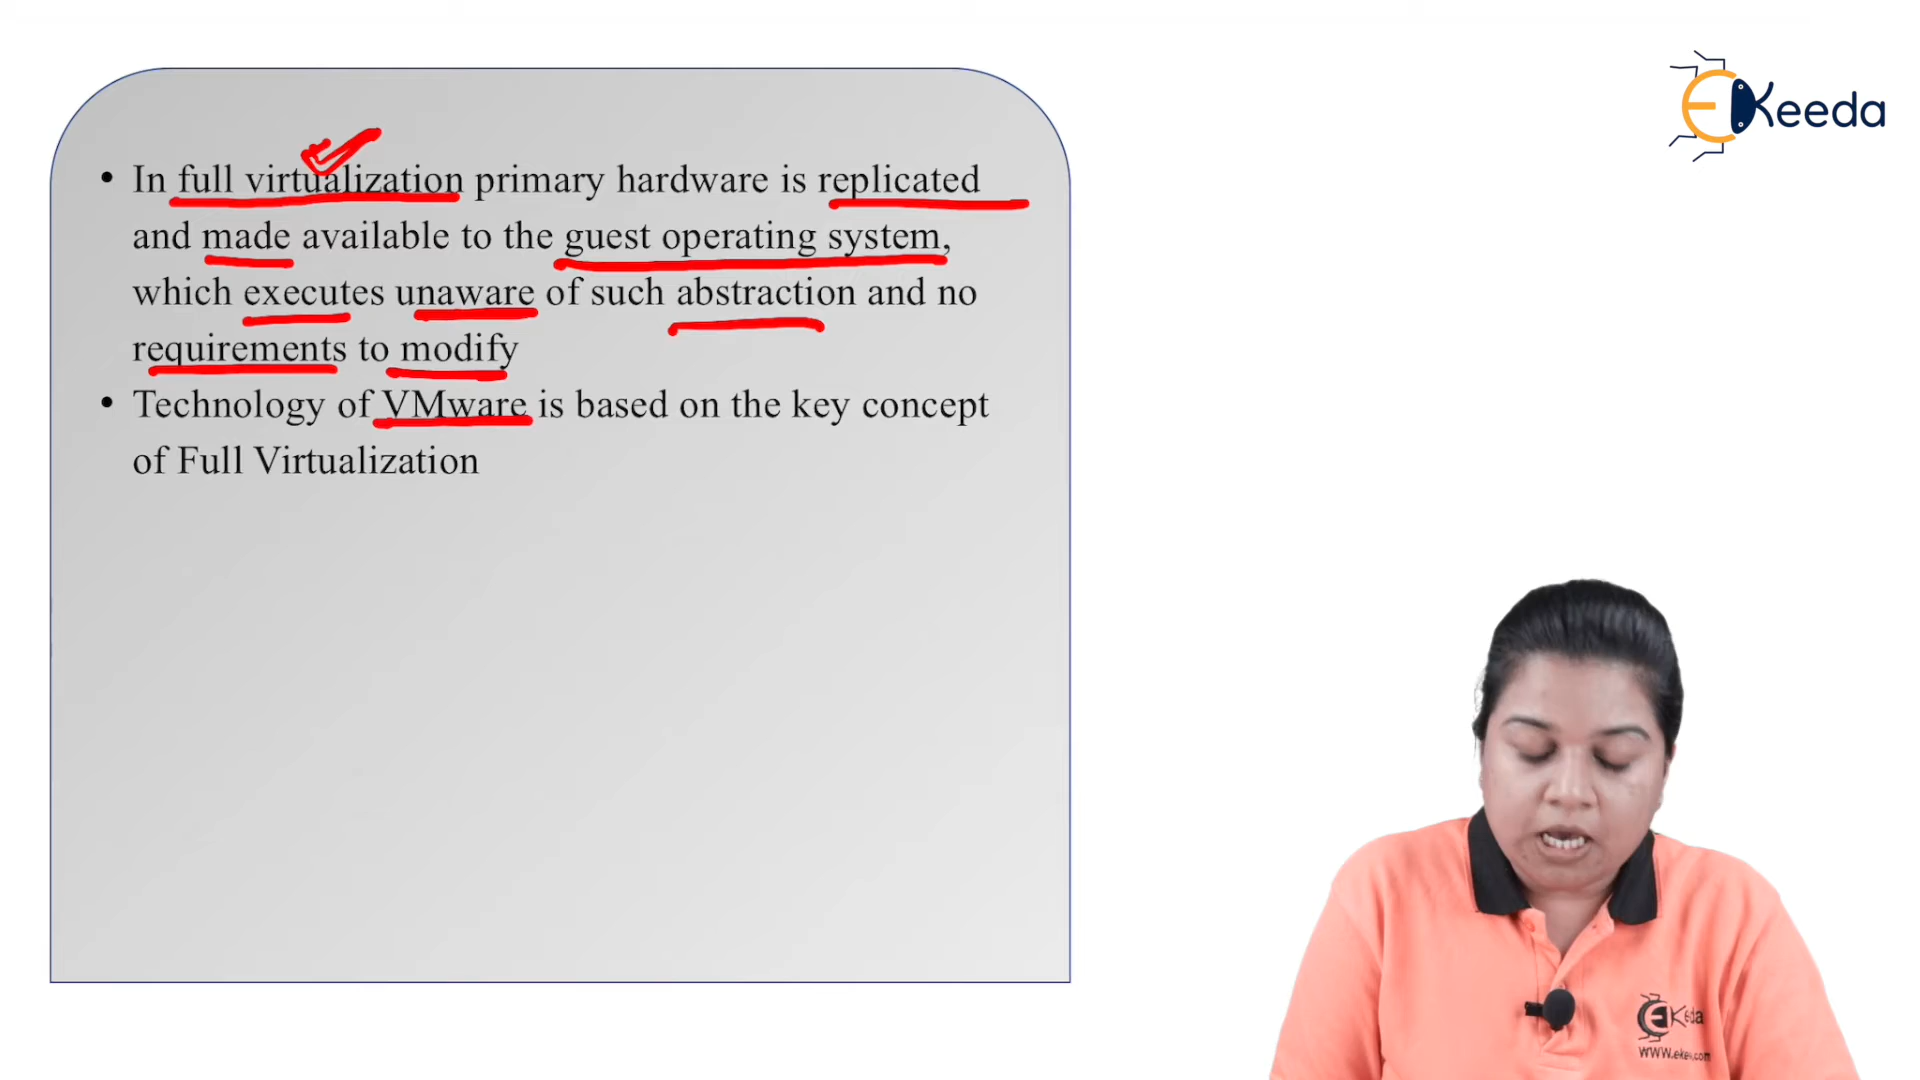 EKeeda
• In full virtualization primary hardware is replicated
and made available to the guest operating system,
which executes unaware of such abstraction and no
requirements to modify
• Technology of VMware is based on the key concept
of Full Virtualization
EKeda